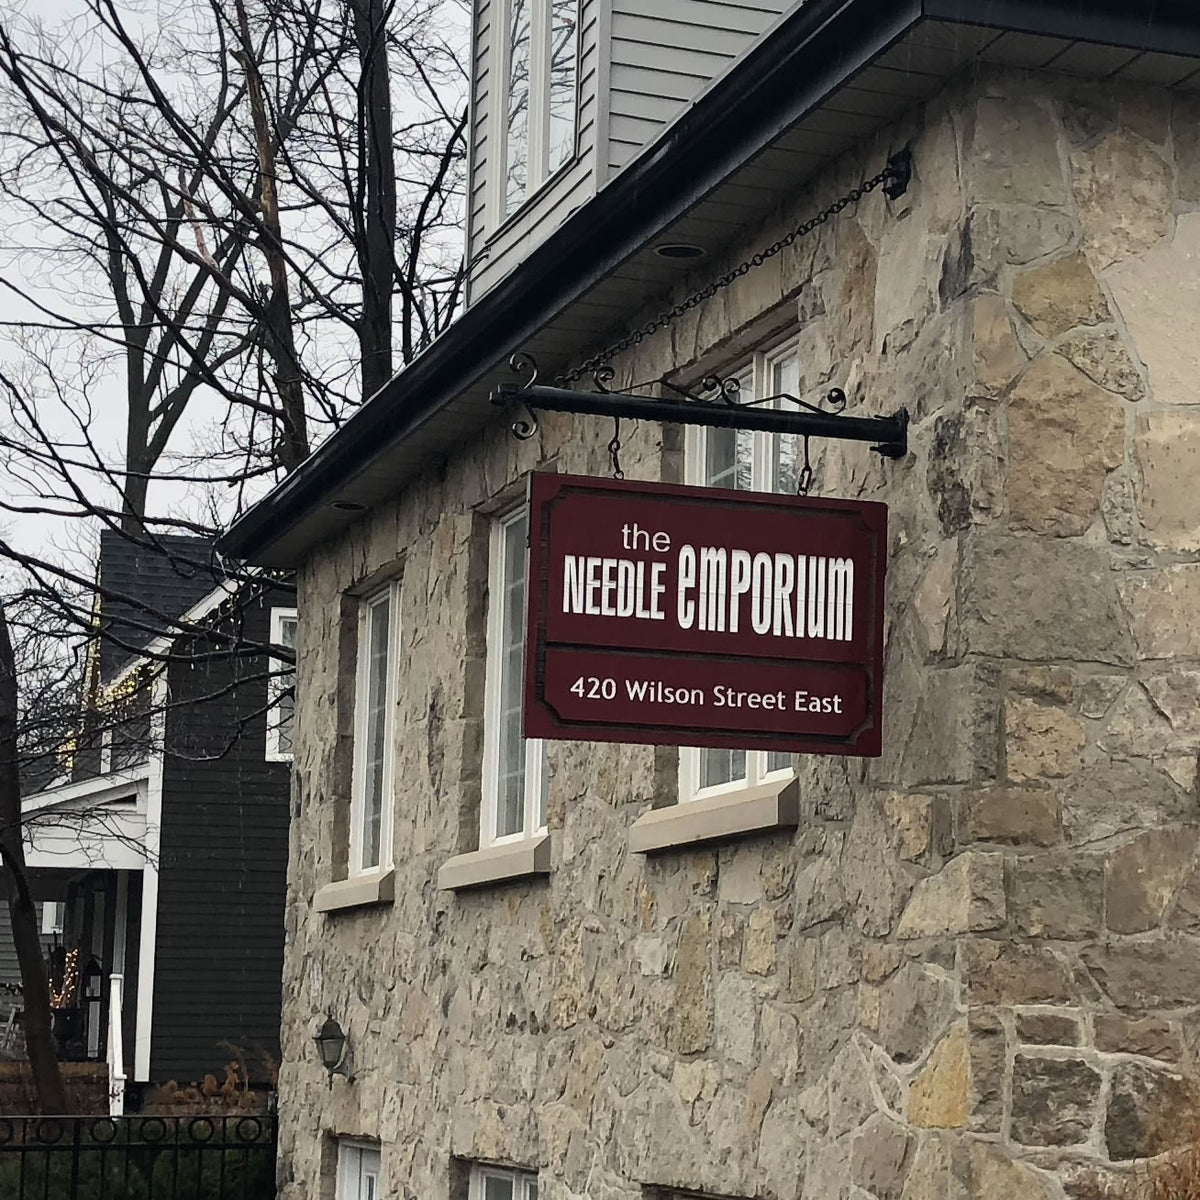 the
NEEDLE emPORIum
420 Wilson Street East